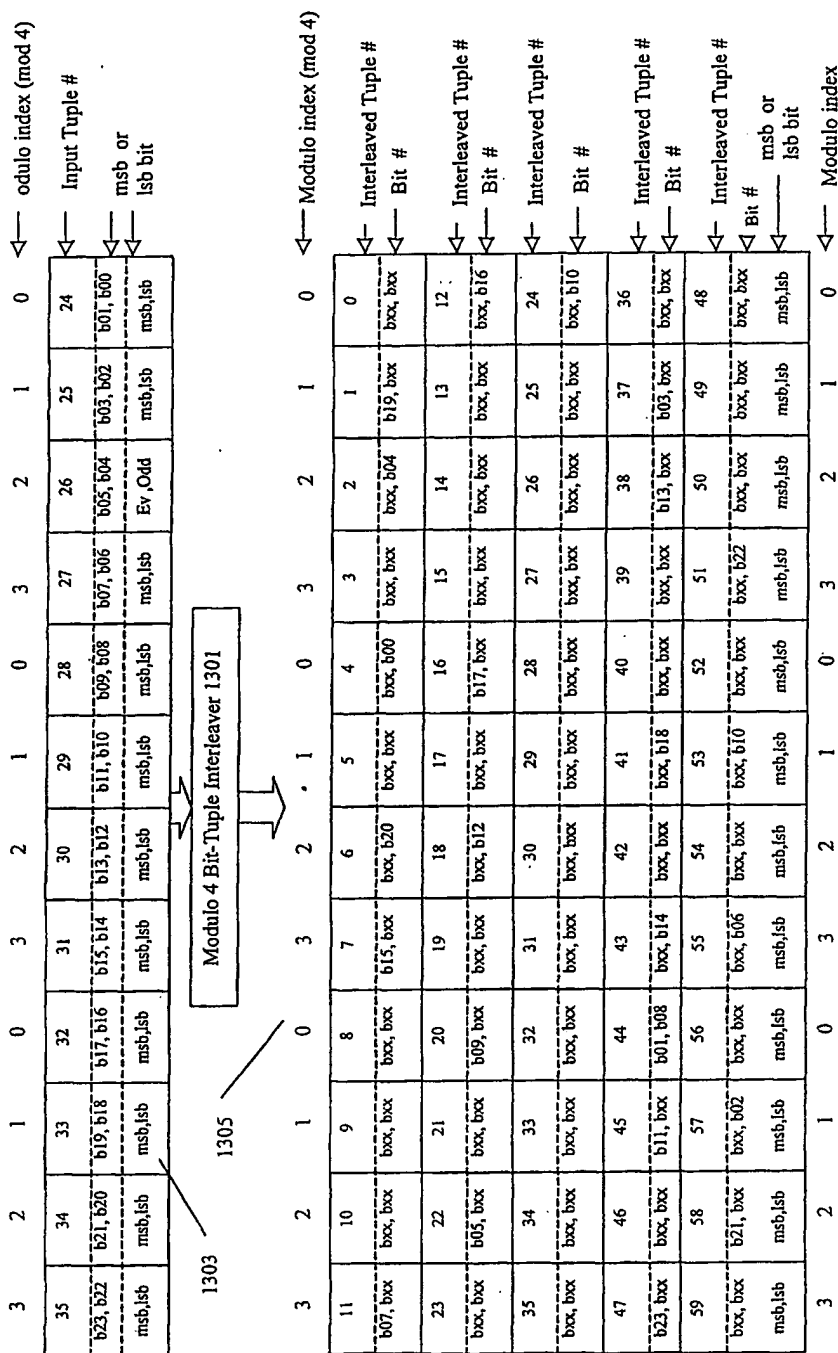 3 2 1 0 3 2 1 0 3 2 1 0 odulo index (mod 4)
35 34 33 32 31 30 29 28 27 26 25 24 Input Tuple #
b23, b22 b21, b20 b19, b18 b17, b16 b15, b14 b13, b12 b11, b10 b09, b08 b07, b06 b05, b04 b03, b02 b01, b00 msb or
msb,lsb msb,lsb msb,lsb msb,lsb msb,lsb msb,lsb msb,lsb msb,lsb msb,lsb Ev ,Odd msb,lsb msb,lsb lsb bit
1303
Modulo 4 Bit-Tuple Interleaver 1301
1305
3 2 1 0 3 2 1 0 3 2 1 0 Modulo index (mod 4)
11 10 9 8 7 6 5 4 3 2 1 0 Interleaved Tuple #
b07, bxx bxx, bxx bxx, bxx bxx, bxx b15, bxx bxx, b20 bxx, bxx bxx, b00 bxx, bxx bxx, b04 b19, bxx bxx, bxx Bit #
23 22 21 20 19 18 17 16 15 14 13 12 Interleaved Tuple #
bxx, bxx b05, bxx bxx, bxx b09, bxx bxx, bxx bxx, b12 bxx, bxx b17, bxx bxx, bxx bxx, bxx bxx, bxx bxx, b16 Bit #
35 34 33 32 31 30 29 28 27 26 25 24 Interleaved Tuple #
bxx, bxx bxx, bxx bxx, bxx bxx, bxx bxx, bxx bxx, bxx bxx, bxx bxx, bxx bxx, bxx bxx, bxx bxx, bxx bxx, b10 Bit #
47 46 45 44 43 42 41 40 39 38 37 36 Interleaved Tuple #
b23, bxx bxx, bxx b11, bxx b01, b08 bxx, b14 bxx, bxx bxx, b18 bxx, bxx bxx, bxx b13, bxx b03, bxx bxx, bxx Bit #
59 58 57 56 55 54 53 52 51 50 49 48 Interleaved Tuple #
bxx, bxx b21, bxx bxx, b02 bxx, bxx bxx, b06 bxx, bxx bxx, b10 bxx, bxx bxx, b22 bxx, bxx bxx, bxx bxx, bxx Bit # msb or
msb,lsb msb,lsb msb,lsb msb,lsb msb,lsb msb,lsb msb,lsb msb,lsb msb,lsb msb,lsb msb,lsb msb,lsb lsb bit
3 2 1 0 3 2 1 0 3 2 1 0 Modulo index